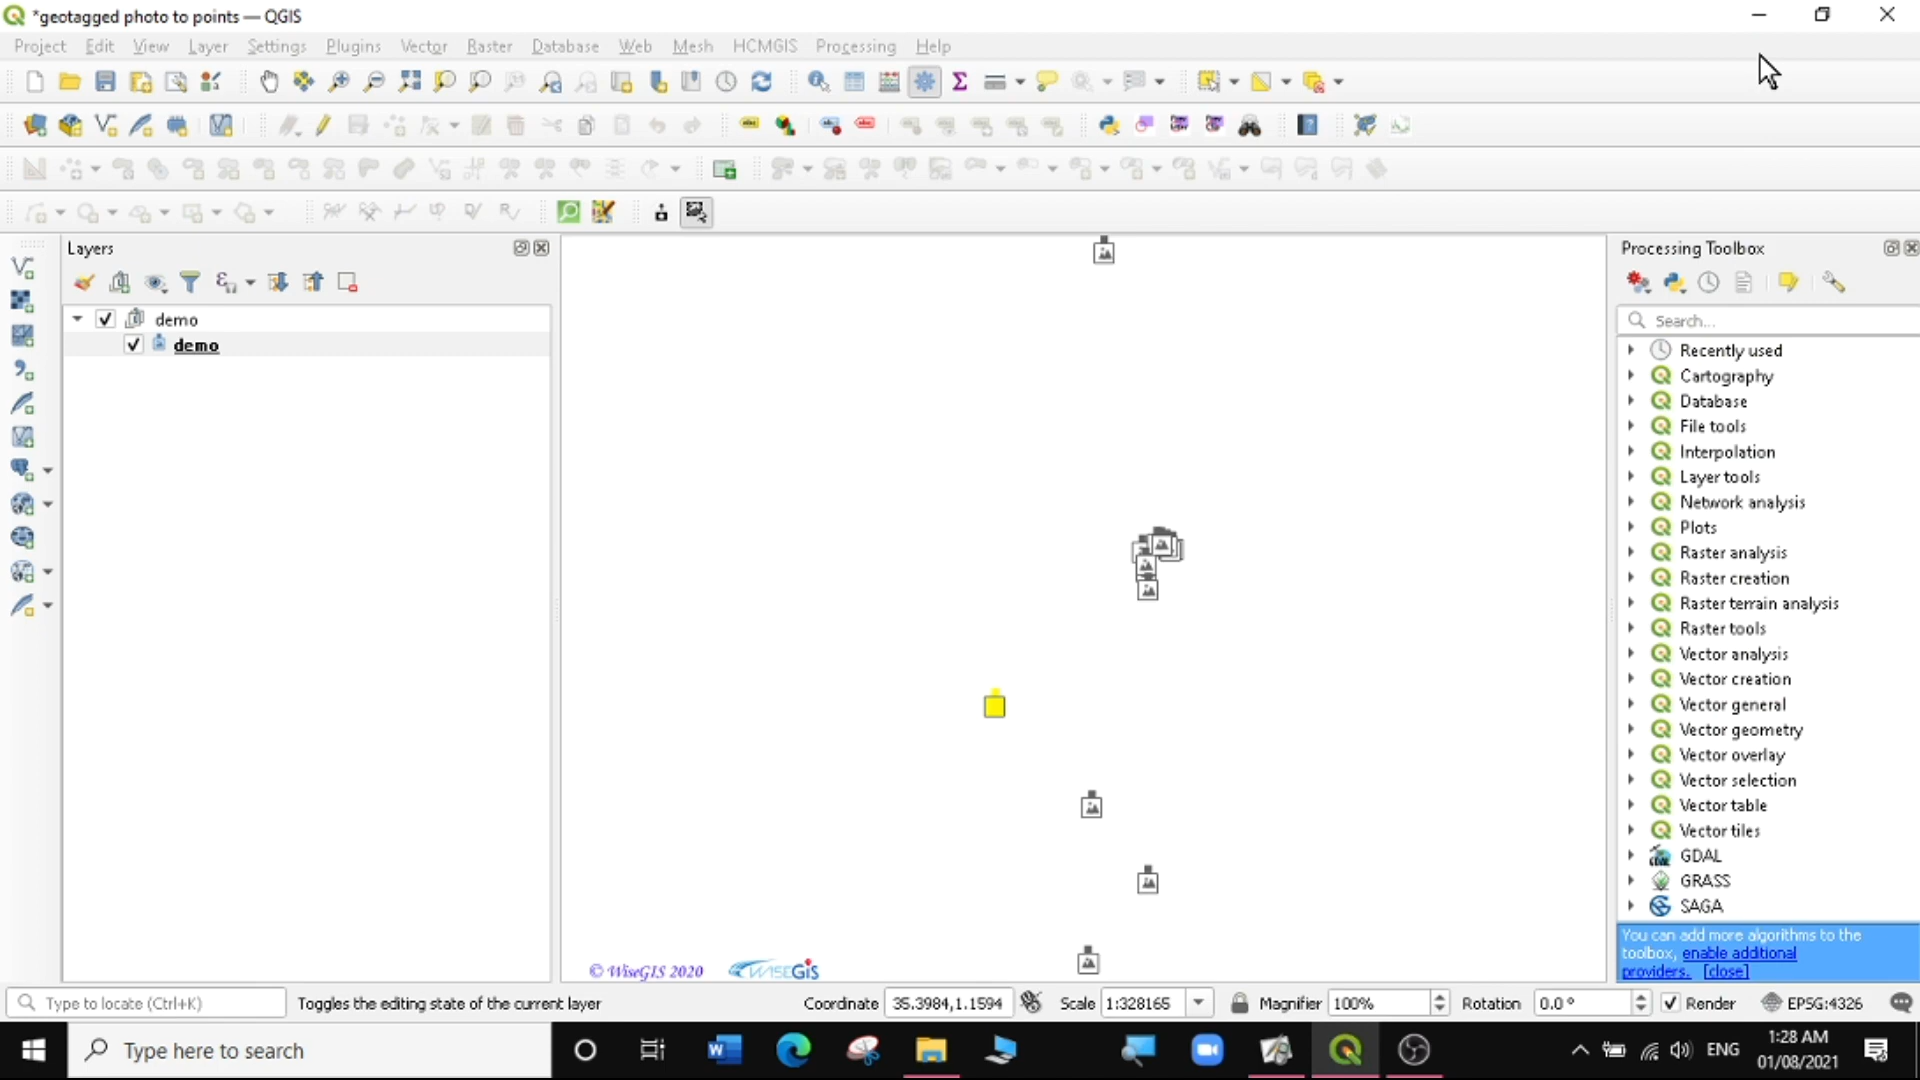 *geotagged photo to points — QGIS
Project Edit View Layer Settings Plugins Vector Raster Database Web Mesh HCMGIS Processing Help
Layers
demo
demo
© WiseGIS 2020 WISEGIS
Processing Toolbox
Search...
Recently used
Cartography
Database
File tools
Interpolation
Layer tools
Network analysis
Plots
Raster analysis
Raster creation
Raster terrain analysis
Raster tools
Vector analysis
Vector creation
Vector general
Vector geometry
Vector overlay
Vector selection
Vector table
Vector tiles
GDAL
GRASS
SAGA
You can add more algorithms to the
toolbox, enable additional
providers. [close]
Type to locate (Ctrl+K) Toggles the editing state of the current layer Coordinate 35.3984,1.1594 Scale 1:328165 Magnifier 100% Rotation 0.0 ° Render EPSG:4326
Type here to search ENG 1:28 AM
01/08/2021